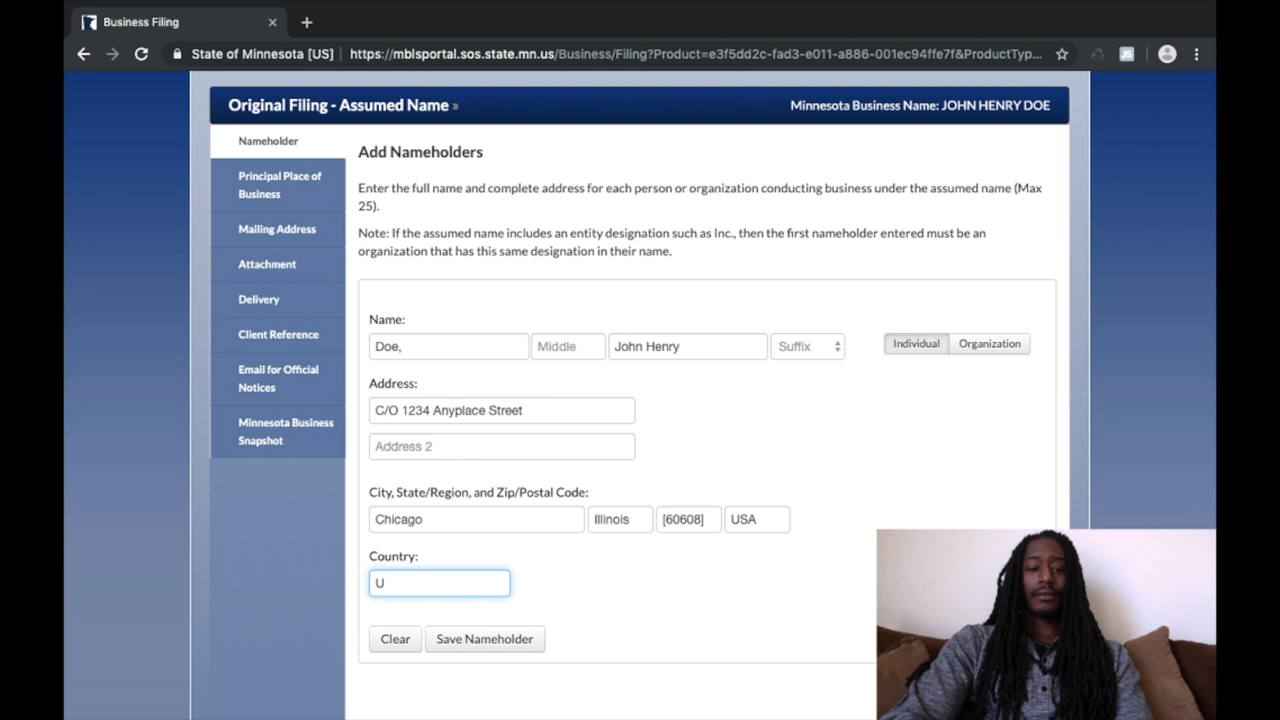 Business Filing
State of Minnesota [US]
https://mblsportal.sos.state.mn.us/Business/Filing?Product=e3f5dd2c-fad3-e011-a886-001ec94ffe7f&ProductTyp...
JS
Original Filing - Assumed Name »
Minnesota Business Name: JOHN HENRY DOE
Nameholder
Principal Place of
Business
Mailing Address
Attachment
Delivery
Client Reference
Email for Official
Notices
Minnesota Business
Snapshot
Add Nameholders
Enter the full name and complete address for each person or organization conducting business under the assumed name (Max
25).
Note: If the assumed name includes an entity designation such as Inc., then the first nameholder entered must be an
organization that has this same designation in their name.
Name:
Doe, Middle John Henry Suffix Individual Organization
Address:
C/O 1234 Anyplace Street
Address 2
City, State/Region, and Zip/Postal Code:
Chicago Illinois [60608] USA
Country:
U
Clear Save Nameholder